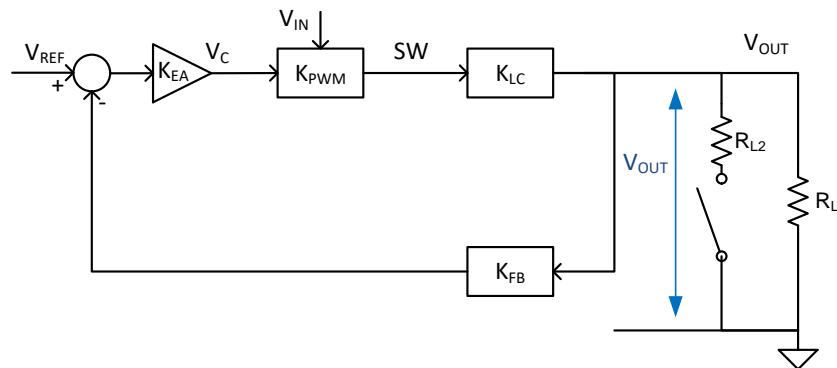 V_IN
V_REF
+
-
K_EA
V_C
K_PWM
SW
K_LC
V_OUT
V_OUT
R_L2
R_L
K_FB